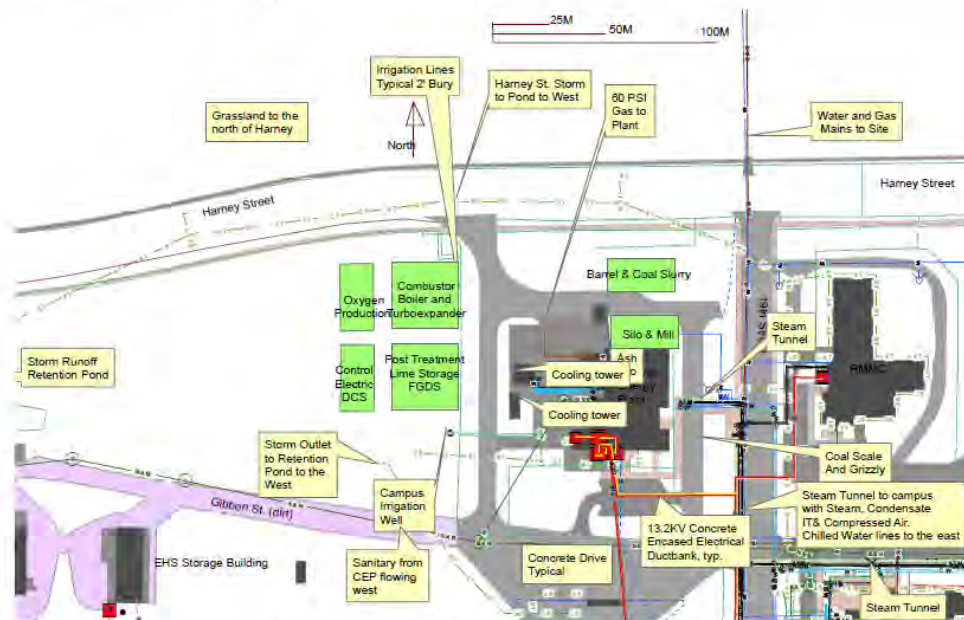 25M
50M
100M
Irrigation Lines
Typical 2' Bury
Harney St. Storm
to Pond to West
60 PSI
Gas to
Plant
Grassland to the
north of Harney
North
Water and Gas
Mains to Site
Harney Street
Harney Street
Oxygen
Production
Combustor
Boiler and
Turboexpander
Barrel & Coal Slurry
19th St
Silo & Mill
Steam
Tunnel
Storm Runoff
Retention Pond
Control
Electric
DCS
Post Treatment
Lime Storage
FGDS
Ash
Cooling tower
Plant
RMMC
Cooling tower
Storm Outlet
to Retention
Pond to the
West
Campus
Irrigation
Well
Coal Scale
And Grizzly
Gibbon St. (dirt)
13.2KV Concrete
Encased Electrical
Ductbank, typ.
Steam Tunnel to campus
with Steam, Condensate
IT& Compressed Air.
Chilled Water lines to the east
EHS Storage Building
Sanitary from
CEP flowing
west
Concrete Drive
Typical
Steam Tunnel